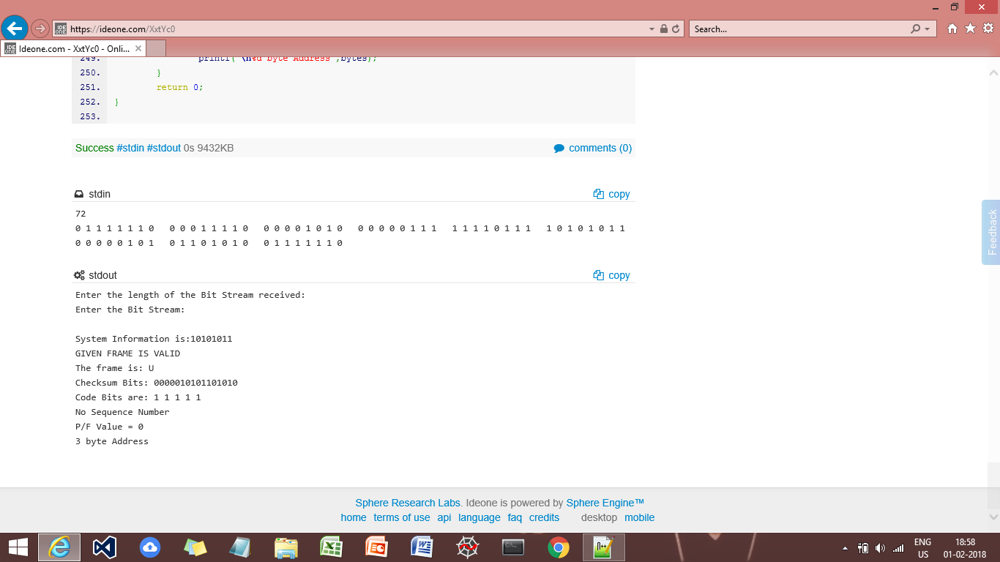 https://ideone.com/XxtYc0
Search...
Ideone.com - XxtYc0 - Onli...
249. printf("\n%d byte Address",bytes);
250. }
251. return 0;
252. }
253.
Success #stdin #stdout 0s 9432KB
comments (0)
stdin
copy
72
0 1 1 1 1 1 1 0 0 0 0 1 1 1 1 0 0 0 0 0 1 0 1 0 0 0 0 0 0 1 1 1 1 1 1 1 0 1 1 1 1 0 1 0 1 0 1 1
0 0 0 0 0 1 0 1 0 1 1 0 1 0 1 0 0 1 1 1 1 1 1 0
stdout
copy
Enter the length of the Bit Stream received:
Enter the Bit Stream:
System Information is:10101011
GIVEN FRAME IS VALID
The frame is: U
Checksum Bits: 0000010101101010
Code Bits are: 1 1 1 1 1
No Sequence Number
P/F Value = 0
3 byte Address
Feedback
Sphere Research Labs. Ideone is powered by Sphere Engine™
home terms of use api language faq credits desktop mobile
ENG 18:58
US 01-02-2018